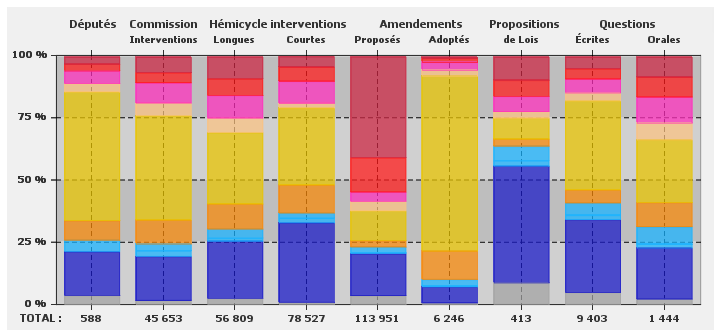 Députés Commission Hémicycle interventions Amendements Propositions Questions
Interventions Longues Courtes Proposés Adoptés de Lois Écrites Orales
100 %
75 %
50 %
25 %
0 %
TOTAL : 588 45 653 56 809 78 527 113 951 6 246 413 9 403 1 444